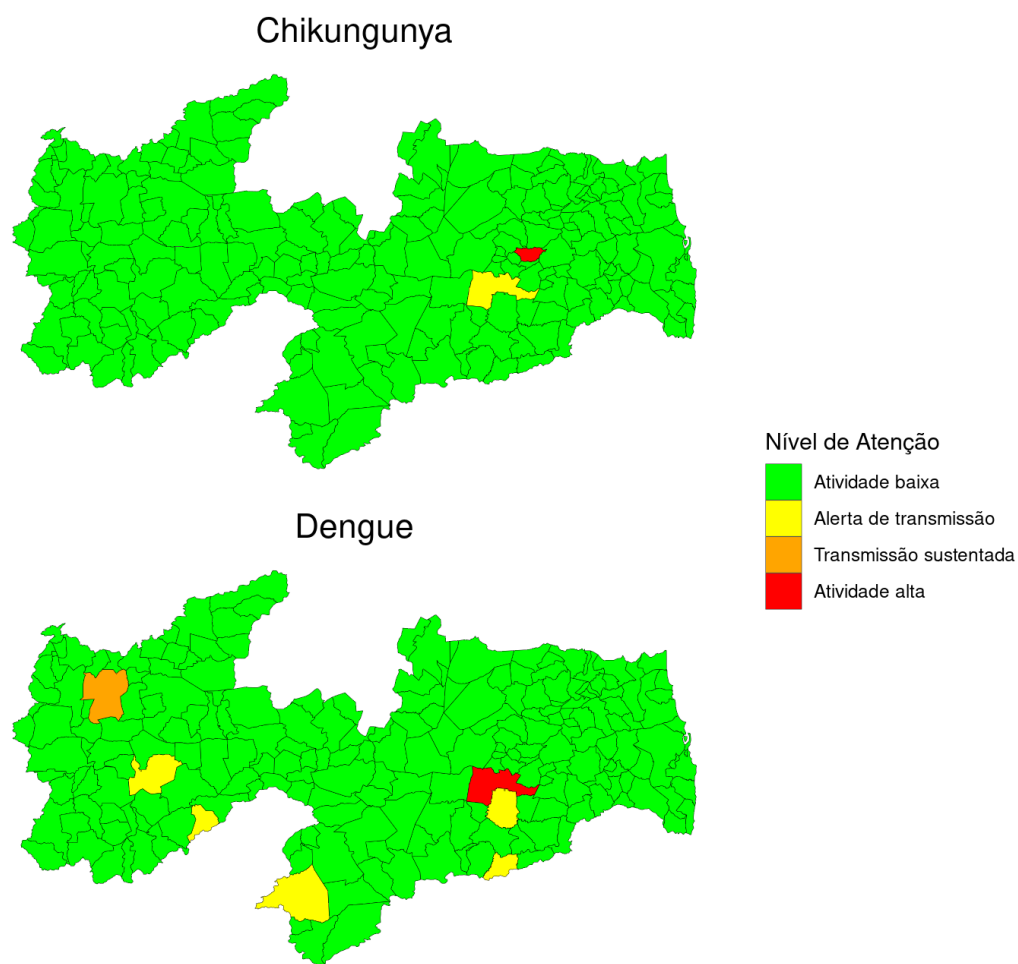 Chikungunya
Nível de Atenção
Atividade baixa
Alerta de transmissão
Transmissão sustentada
Atividade alta
Dengue